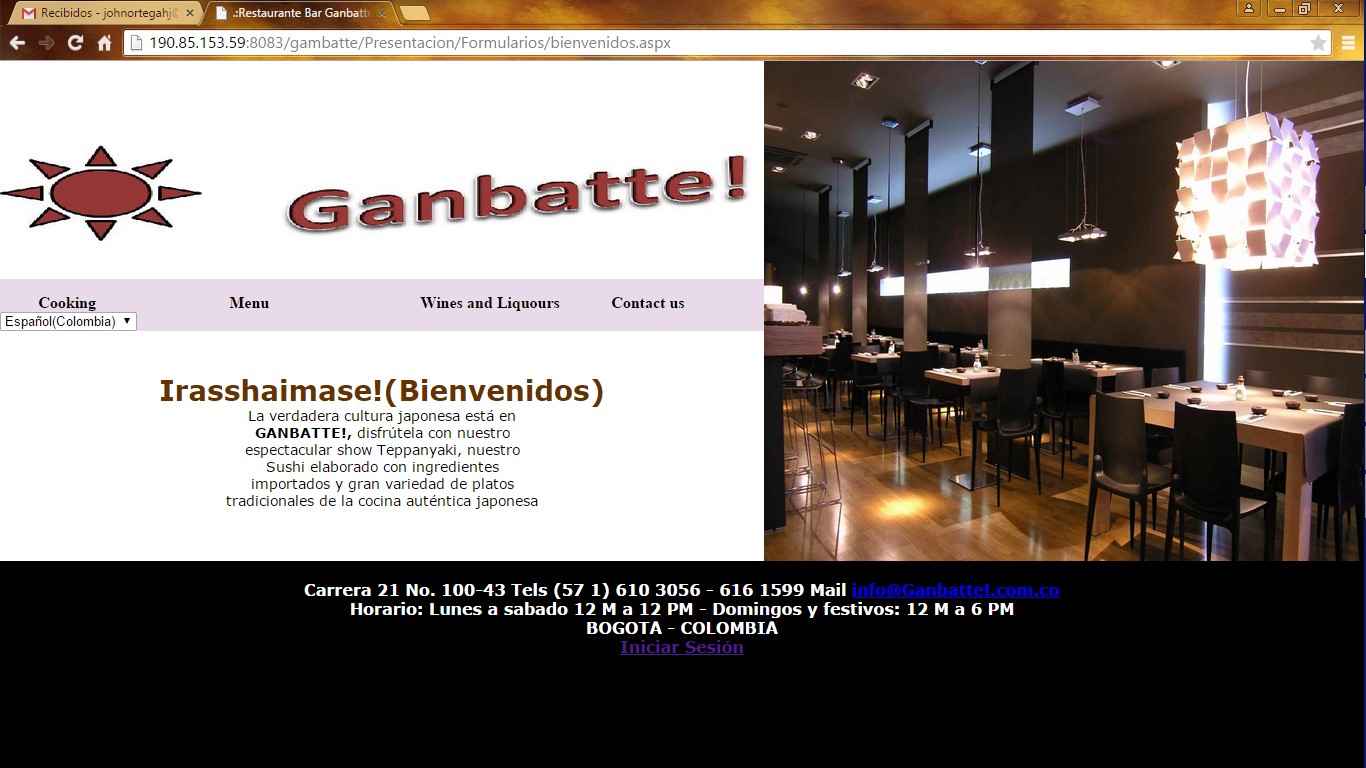 Recibidos - johnortegahj@
.:Restaurante Bar Ganbatte
190.85.153.59:8083/gambatte/Presentacion/Formularios/bienvenidos.aspx
Ganbatte!
Cooking Menu Wines and Liquours Contact us
Español(Colombia)
Irasshaimase!(Bienvenidos)
La verdadera cultura japonesa está en
GANBATTE!, disfrútela con nuestro
espectacular show Teppanyaki, nuestro
Sushi elaborado con ingredientes
importados y gran variedad de platos
tradicionales de la cocina auténtica japonesa
Carrera 21 No. 100-43 Tels (57 1) 610 3056 - 616 1599 Mail info@Ganbatte!.com.co
Horario: Lunes a sabado 12 M a 12 PM - Domingos y festivos: 12 M a 6 PM
BOGOTA - COLOMBIA
Iniciar Sesión